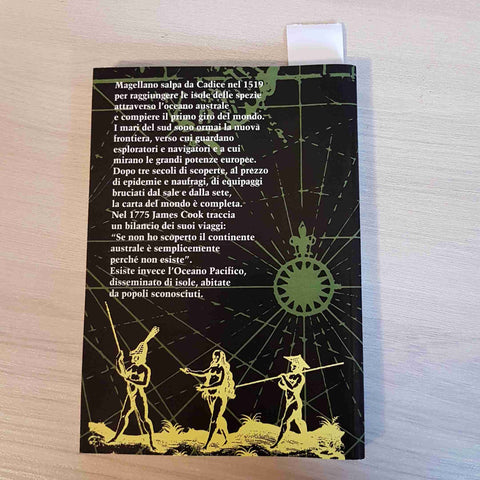 Magellano salpa da Cadice nel 1519
per raggiungere le isole delle spezie
attraverso l'oceano australe
e compiere il primo giro del mondo.
I mari del sud sono ormai la nuova
frontiera, verso cui guardano
esploratori e navigatori e a cui
mirano le grandi potenze europee.
Dopo tre secoli di scoperte, al prezzo
di epidemie e naufragi, di equipaggi
bruciati dal sale e dalla sete,
la carta del mondo è completa.
Nel 1775 James Cook traccia
un bilancio dei suoi viaggi:
"Se non ho scoperto il continente
australe è semplicemente
perché non esiste".
Esiste invece l'Oceano Pacifico,
disseminato di isole, abitate
da popoli sconosciuti.